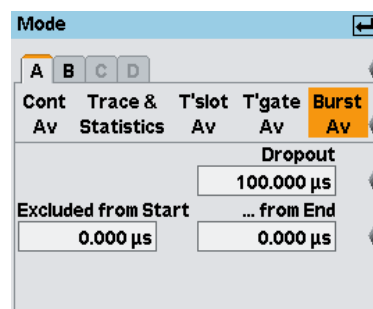 Mode
A B C D
Cont Trace & T'slot T'gate Burst
Av Statistics Av Av Av
Dropout
100.000 µs
Excluded from Start ... from End
0.000 µs 0.000 µs